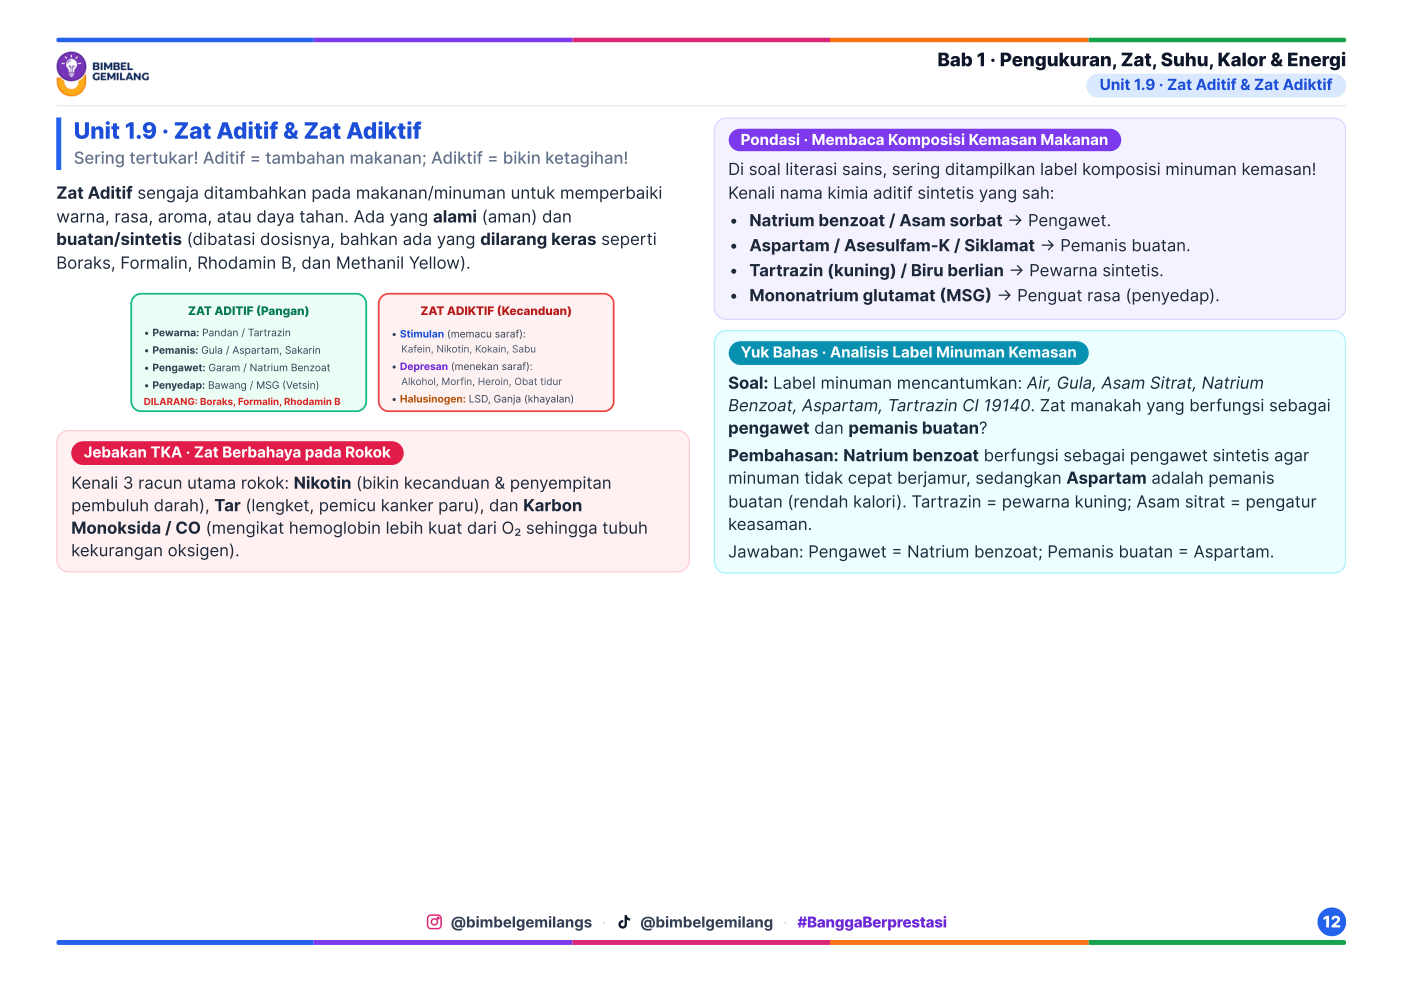 BIMBEL
GEMILANG
Bab 1 · Pengukuran, Zat, Suhu, Kalor & Energi
Unit 1.9 · Zat Aditif & Zat Adiktif
Unit 1.9 · Zat Aditif & Zat Adiktif
Sering tertukar! Aditif = tambahan makanan; Adiktif = bikin ketagihan!
Zat Aditif sengaja ditambahkan pada makanan/minuman untuk memperbaiki
warna, rasa, aroma, atau daya tahan. Ada yang alami (aman) dan
buatan/sintetis (dibatasi dosisnya, bahkan ada yang dilarang keras seperti
Boraks, Formalin, Rhodamin B, dan Methanil Yellow).
ZAT ADITIF (Pangan)
• Pewarna: Pandan / Tartrazin
• Pemanis: Gula / Aspartam, Sakarin
• Pengawet: Garam / Natrium Benzoat
• Penyedap: Bawang / MSG (Vetsin)
DILARANG: Boraks, Formalin, Rhodamin B
ZAT ADIKTIF (Kecanduan)
• Stimulan (memacu saraf):
Kafein, Nikotin, Kokain, Sabu
• Depresan (menekan saraf):
Alkohol, Morfin, Heroin, Obat tidur
• Halusinogen: LSD, Ganja (khayalan)
Jebakan TKA · Zat Berbahaya pada Rokok
Kenali 3 racun utama rokok: Nikotin (bikin kecanduan & penyempitan
pembuluh darah), Tar (lengket, pemicu kanker paru), dan Karbon
Monoksida / CO (mengikat hemoglobin lebih kuat dari O₂ sehingga tubuh
kekurangan oksigen).
Pondasi · Membaca Komposisi Kemasan Makanan
Di soal literasi sains, sering ditampilkan label komposisi minuman kemasan!
Kenali nama kimia aditif sintetis yang sah:
• Natrium benzoat / Asam sorbat → Pengawet.
• Aspartam / Asesulfam-K / Siklamat → Pemanis buatan.
• Tartrazin (kuning) / Biru berlian → Pewarna sintetis.
• Mononatrium glutamat (MSG) → Penguat rasa (penyedap).
Yuk Bahas · Analisis Label Minuman Kemasan
Soal: Label minuman mencantumkan: Air, Gula, Asam Sitrat, Natrium
Benzoat, Aspartam, Tartrazin CI 19140. Zat manakah yang berfungsi sebagai
pengawet dan pemanis buatan?
Pembahasan: Natrium benzoat berfungsi sebagai pengawet sintetis agar
minuman tidak cepat berjamur, sedangkan Aspartam adalah pemanis
buatan (rendah kalori). Tartrazin = pewarna kuning; Asam sitrat = pengatur
keasaman.
Jawaban: Pengawet = Natrium benzoat; Pemanis buatan = Aspartam.
@bimbelgemilangs · @bimbelgemilang · #BanggaBerprestasi
12